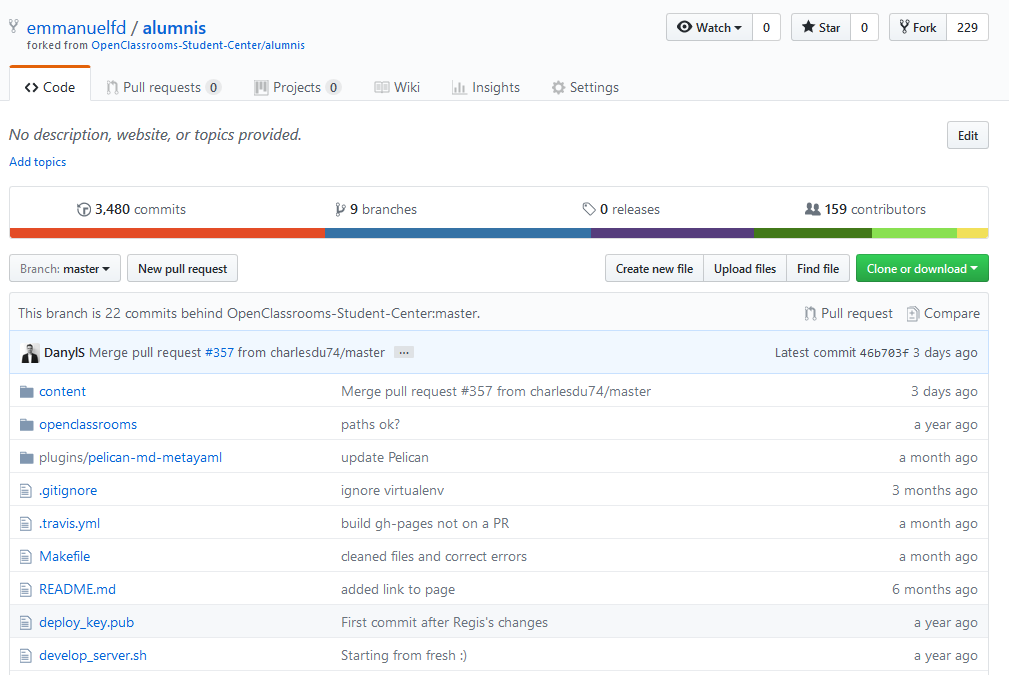 emmanuelfd / alumnis
Watch 0 Star 0 Fork 229
forked from OpenClassrooms-Student-Center/alumnis
Code Pull requests 0 Projects 0 Wiki Insights Settings
No description, website, or topics provided.
Edit
Add topics
3,480 commits 9 branches 0 releases 159 contributors
Branch: master New pull request Create new file Upload files Find file Clone or download
This branch is 22 commits behind OpenClassrooms-Student-Center:master. Pull request Compare
DanylS Merge pull request #357 from charlesdu74/master ... Latest commit 46b703f 3 days ago
content Merge pull request #357 from charlesdu74/master 3 days ago
openclassrooms paths ok? a year ago
plugins/pelican-md-metayaml update Pelican a month ago
.gitignore ignore virtualenv 3 months ago
.travis.yml build gh-pages not on a PR a month ago
Makefile cleaned files and correct errors a month ago
README.md added link to page 6 months ago
deploy_key.pub First commit after Regis's changes a year ago
develop_server.sh Starting from fresh :) a year ago